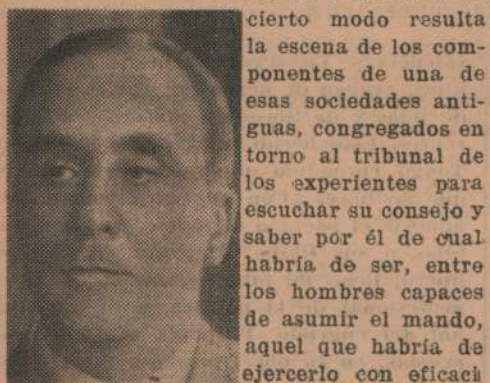 cierto modo resulta
la escena de los com-
ponentes de una de
esas sociedades anti-
guas, congregados en
torno al tribunal de
los experientes para
escuchar su consejo y
saber por él de cual
habría de ser, entre
los hombres capaces
de asumir el mando,
aquel que habría de
ejercerlo con